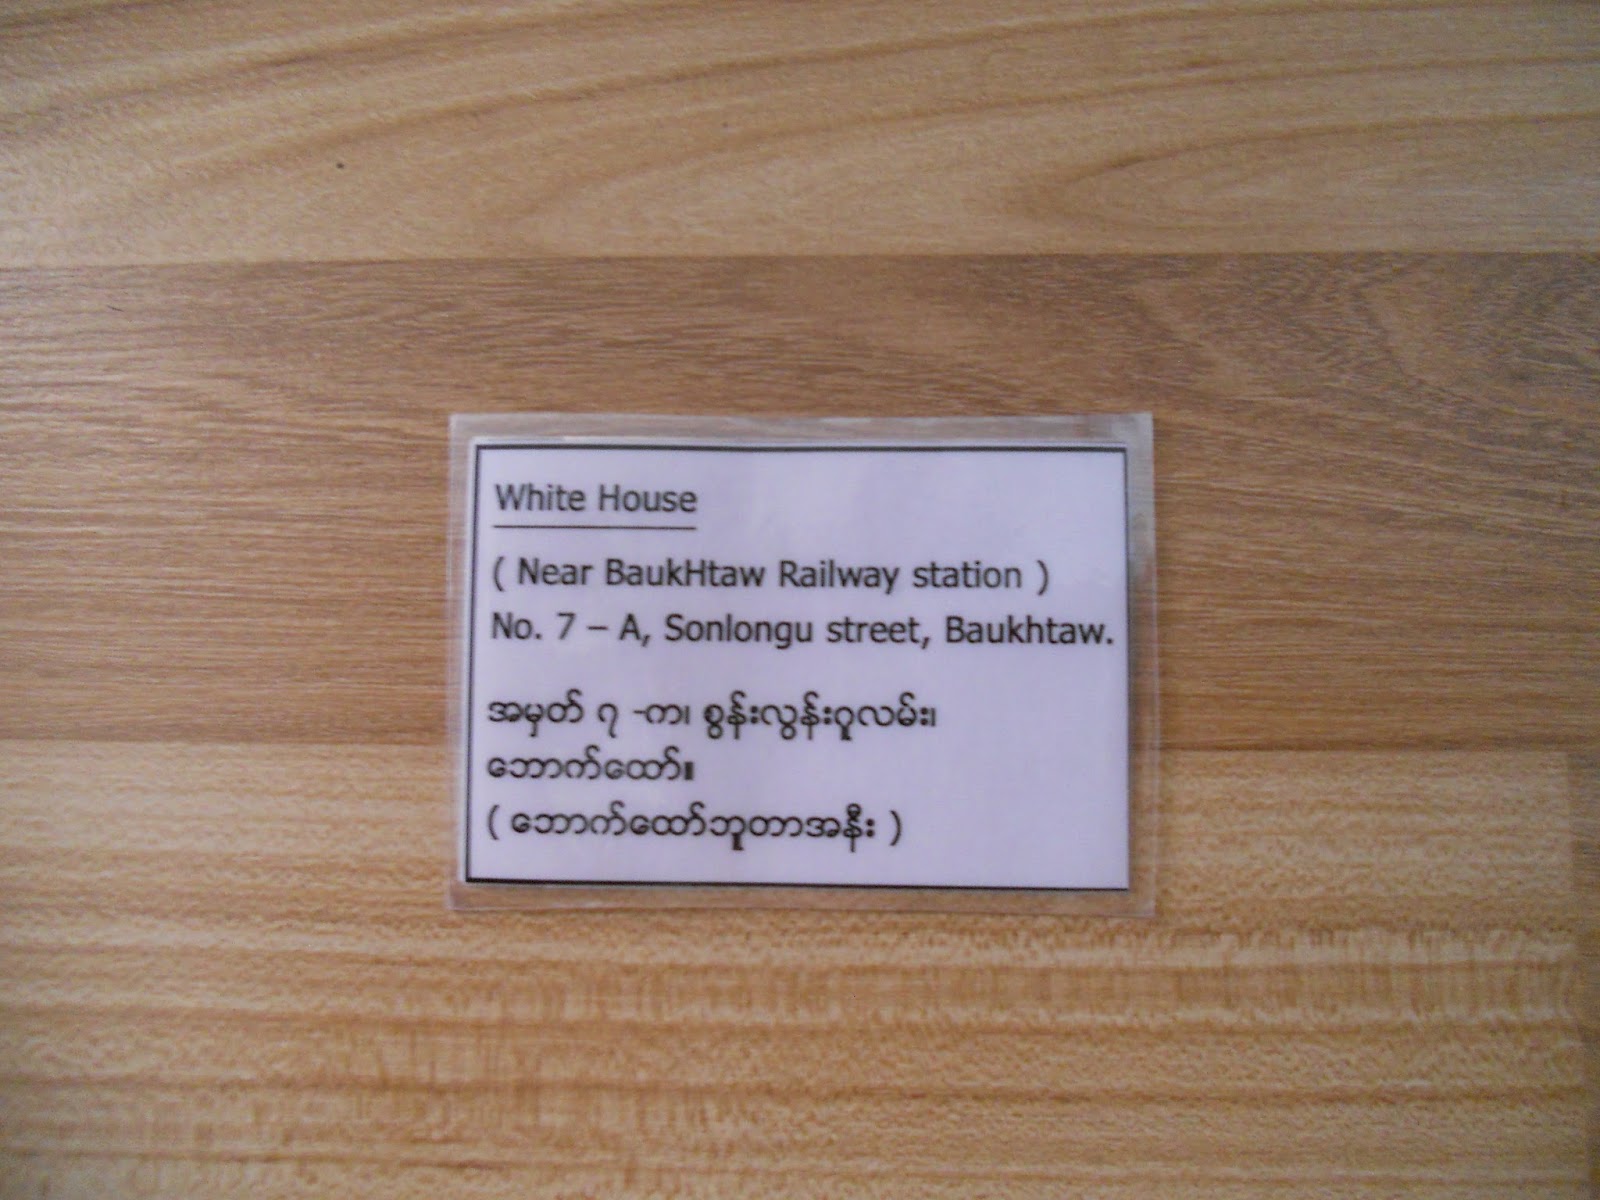 White House
( Near BaukHtaw Railway station )
No. 7 – A, Sonlongu street, Baukhtaw.
အမှတ် ၇ -က၊ စွန်းလွန်းဂူလမ်း၊
ဘောက်ထော်။
( ဘောက်ထော်ဘူတာအနီး )